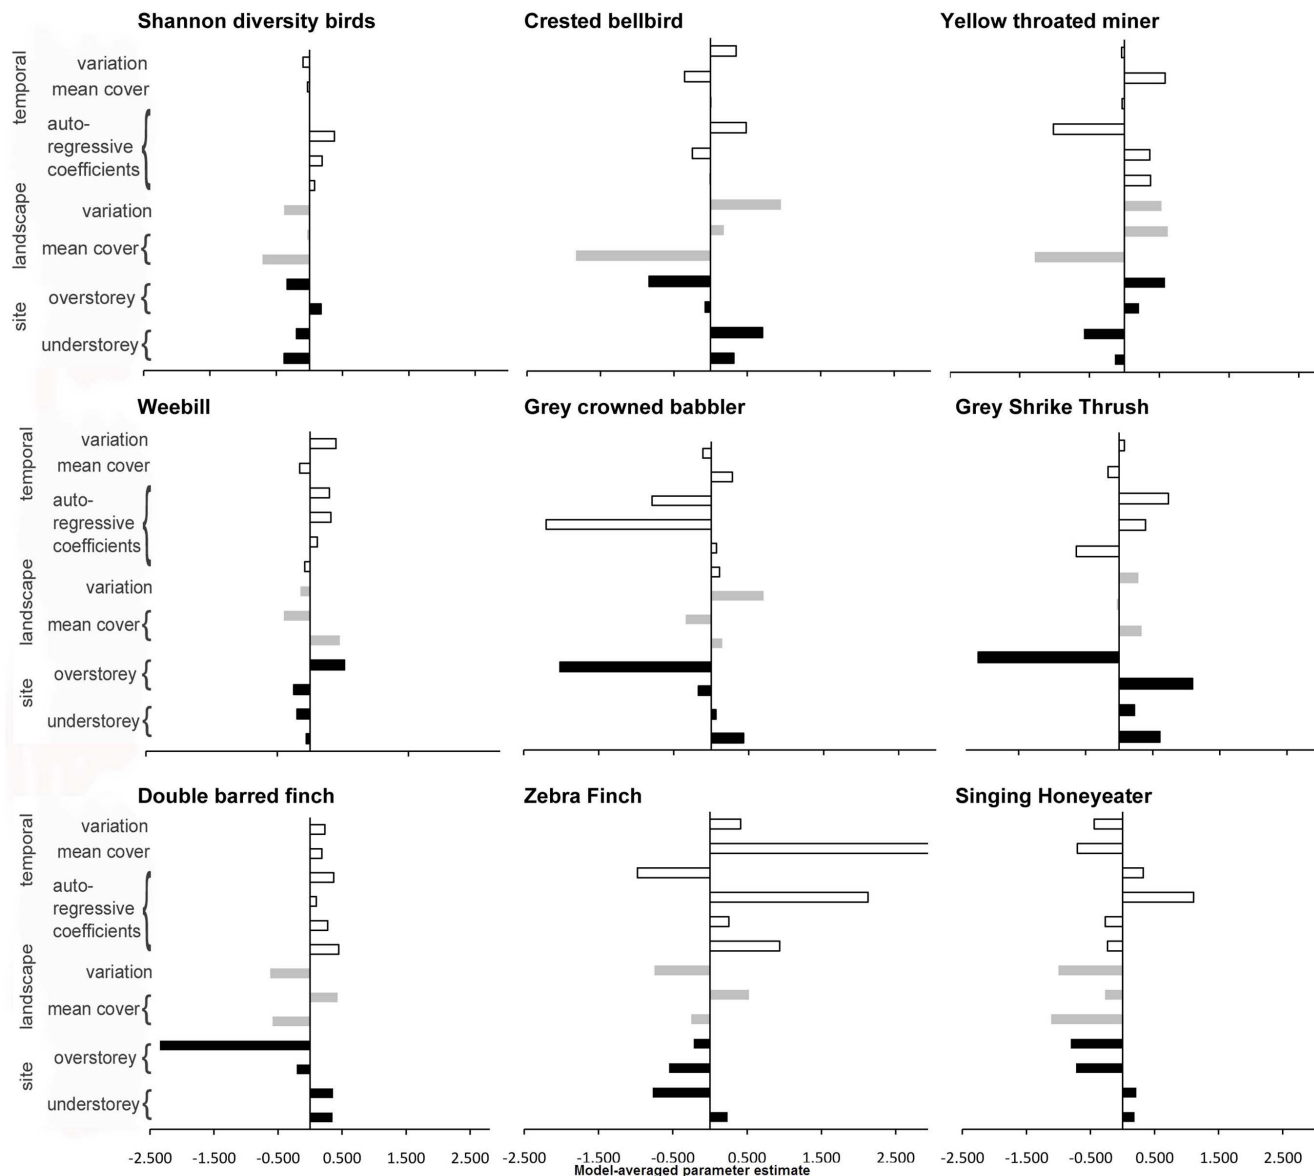 Shannon diversity birds
Crested bellbird
Yellow throated miner
temporal
variation
mean cover
auto-
regressive
coefficients
landscape
variation
mean cover
site
overstorey
understorey
Weebill
Grey crowned babbler
Grey Shrike Thrush
temporal
variation
mean cover
auto-
regressive
coefficients
landscape
variation
mean cover
site
overstorey
understorey
Double barred finch
Zebra Finch
Singing Honeyeater
temporal
variation
mean cover
auto-
regressive
coefficients
landscape
variation
mean cover
site
overstorey
understorey
-2.500 -1.500 -0.500 0.500 1.500 2.500
-2.500 -1.500 -0.500 0.500 1.500 2.500
-2.500 -1.500 -0.500 0.500 1.500 2.500
Model-averaged parameter estimate